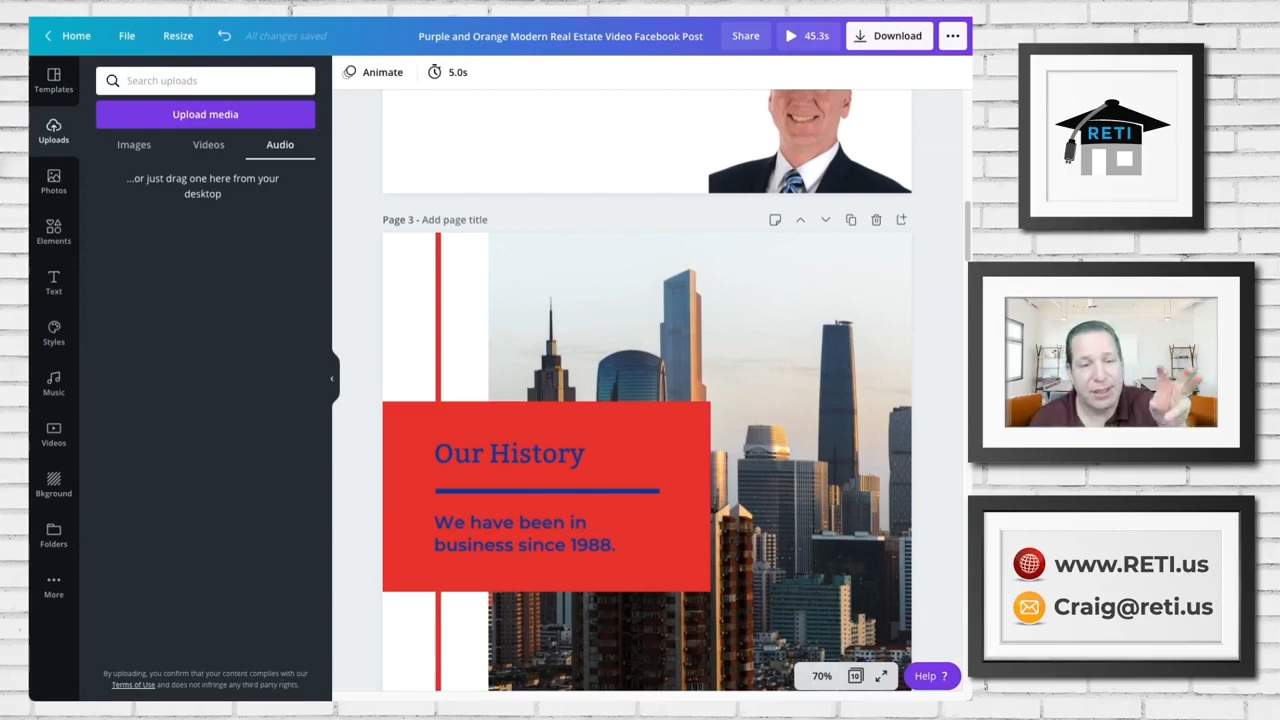 Home
File
Resize
All changes saved
Purple and Orange Modern Real Estate Video Facebook Post
Share
45.3s
Download
Templates
Uploads
Photos
Elements
Text
Styles
Music
Videos
Bkground
Folders
More
Search uploads
Upload media
Images
Videos
Audio
...or just drag one here from your
desktop
By uploading, you confirm that your content complies with our
Terms of Use and does not infringe any third party rights.
Animate
5.0s
Page 3 - Add page title
Our History
We have been in
business since 1988.
70%
10
Help ?
RETI
www.RETI.us
Craig@reti.us